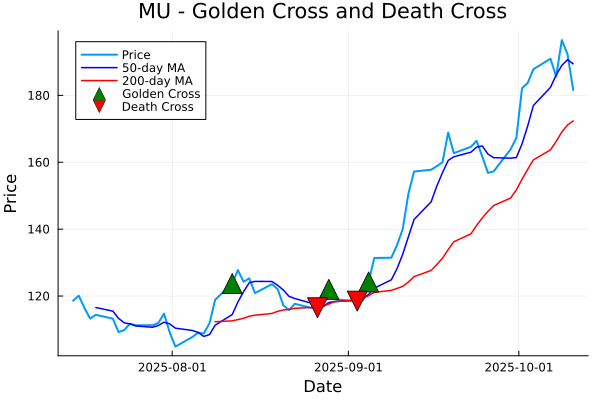 MU - Golden Cross and Death Cross
Price
50-day MA
200-day MA
Golden Cross
Death Cross
Price
180
160
140
120
2025-08-01
2025-09-01
2025-10-01
Date